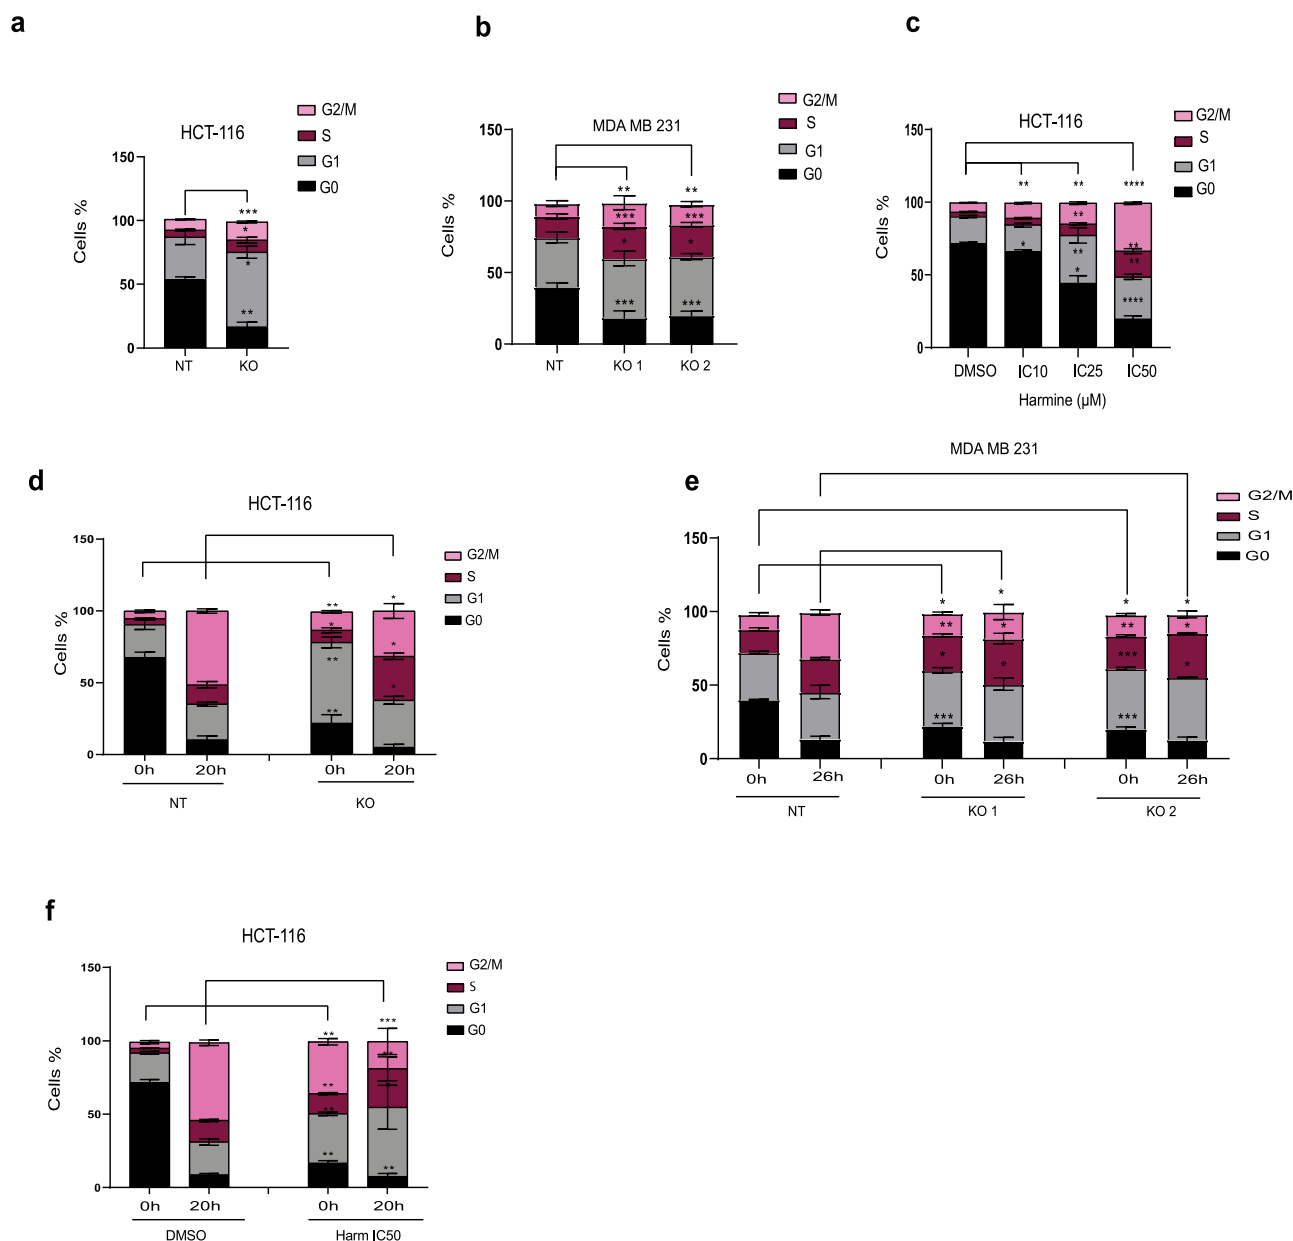 a
HCT-116
G2/M
S
G1
G0
Cells %
150
100
50
0
***
*
*
**
NT
KO
b
MDA MB 231
G2/M
S
G1
G0
Cells %
150
100
50
0
** **
*** ***
* *
*** ***
NT
KO 1
KO 2
c
HCT-116
G2/M
S
G1
G0
Cells %
150
100
50
0
** ** ****
**
* ** **
* **
****
DMSO
IC10
IC25
IC50
Harmine (µM)
d
HCT-116
G2/M
S
G1
G0
Cells %
150
100
50
0
** *
* *
** *
**
0h
20h
0h
20h
NT
KO
e
MDA MB 231
G2/M
S
G1
G0
Cells %
150
100
50
0
* * * *
** * ** *
* * *** *
*** ***
0h
26h
0h
26h
0h
26h
NT
KO 1
KO 2
f
HCT-116
G2/M
S
G1
G0
Cells %
150
100
50
0
** ***
** **
**
** **
0h
20h
0h
20h
DMSO
Harm IC50